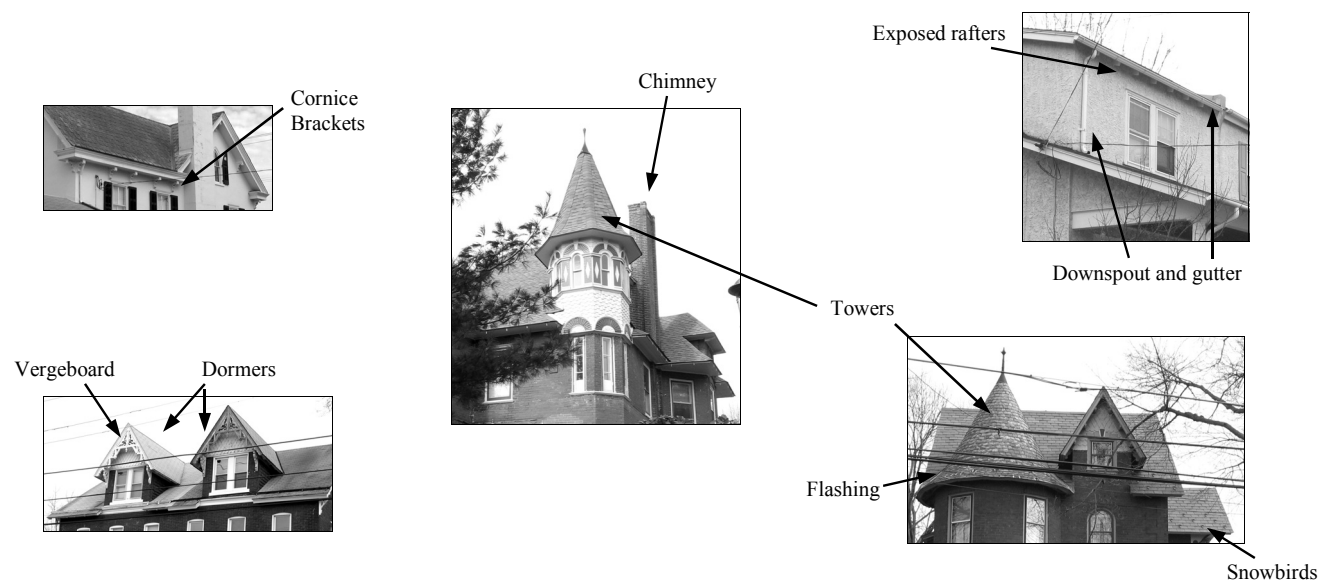 Exposed rafters
Chimney
Cornice
Brackets
Downspout and gutter
Towers
Vergeboard
Dormers
Flashing
Snowbirds